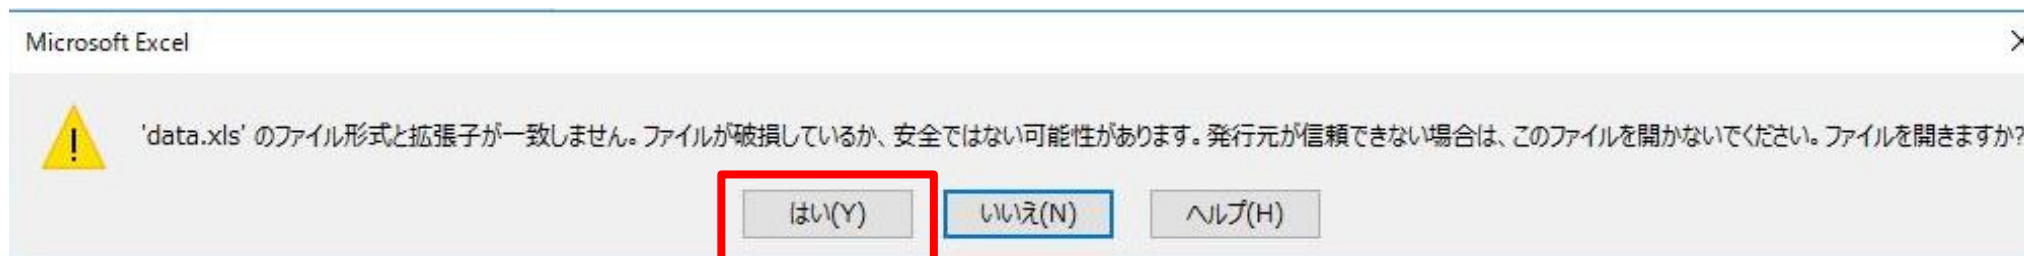 Microsoft Excel
'data.xls' のファイル形式と拡張子が一致しません。ファイルが破損しているか、安全ではない可能性があります。発行元が信頼できない場合は、このファイルを開かないでください。ファイルを開きますか?
はい(Y) いいえ(N) ヘルプ(H)